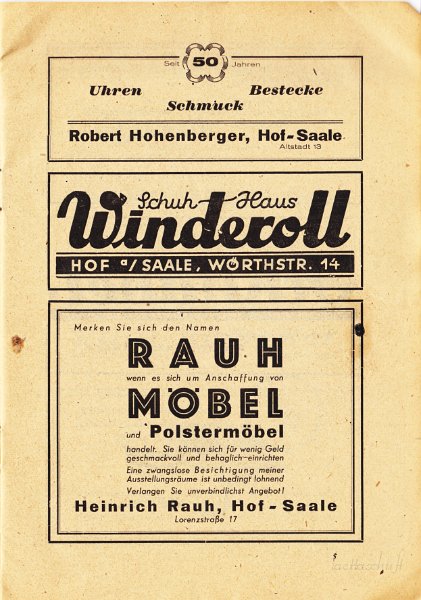 Seit 50 Jahren
Uhren Bestecke
Schmuck
Robert Hohenberger, Hof-Saale
Altstadt 13
Schuh-Haus
Winderoll
HOF a/SAALE, WÖRTHSTR. 14
Merken Sie sich den Namen
RAUH
wenn es sich um Anschaffung von
MÖBEL
und Polstermöbel
handelt. Sie können sich für wenig Geld
geschmackvoll und behaglich einrichten
Eine zwanglose Besichtigung meiner
Ausstellungsräume ist unbedingt lohnend
Verlangen Sie unverbindlichst Angebot!
Heinrich Rauh, Hof-Saale
Lorenzstraße 17